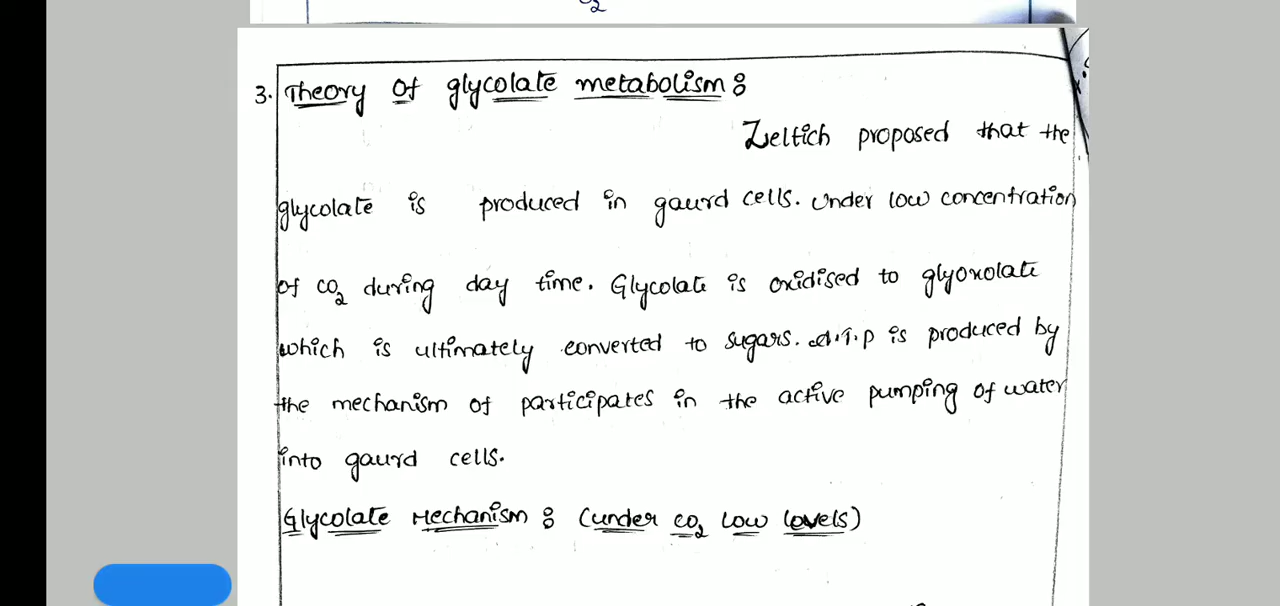 2
3. Theory of glycolate metabolism :
Zeltich proposed that the
glycolate is produced in gaurd cells. Under low concentration
of CO2 during day time. Glycolate is oxidised to glyoxolate
which is ultimately converted to sugars. A.T.P is produced by
the mechanism of participates in the active pumping of water
into gaurd cells.
Glycolate Mechanism : (under CO2 Low levels)